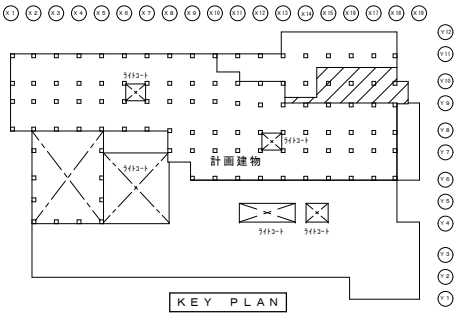 X1 X2 X3 X4 X5 X6 X7 X8 X9 X10 X11 X12 X13 X14 X15 X16 X17 X18 X19
Y12
Y11
Y10
Y9
Y8
Y7
Y6
Y5
Y4
Y3
Y2
Y1
ﾗｲﾄｺｰﾄ
ﾗｲﾄｺｰﾄ
計画建物
ﾗｲﾄｺｰﾄ
ﾗｲﾄｺｰﾄ ﾗｲﾄｺｰﾄ
KEY PLAN